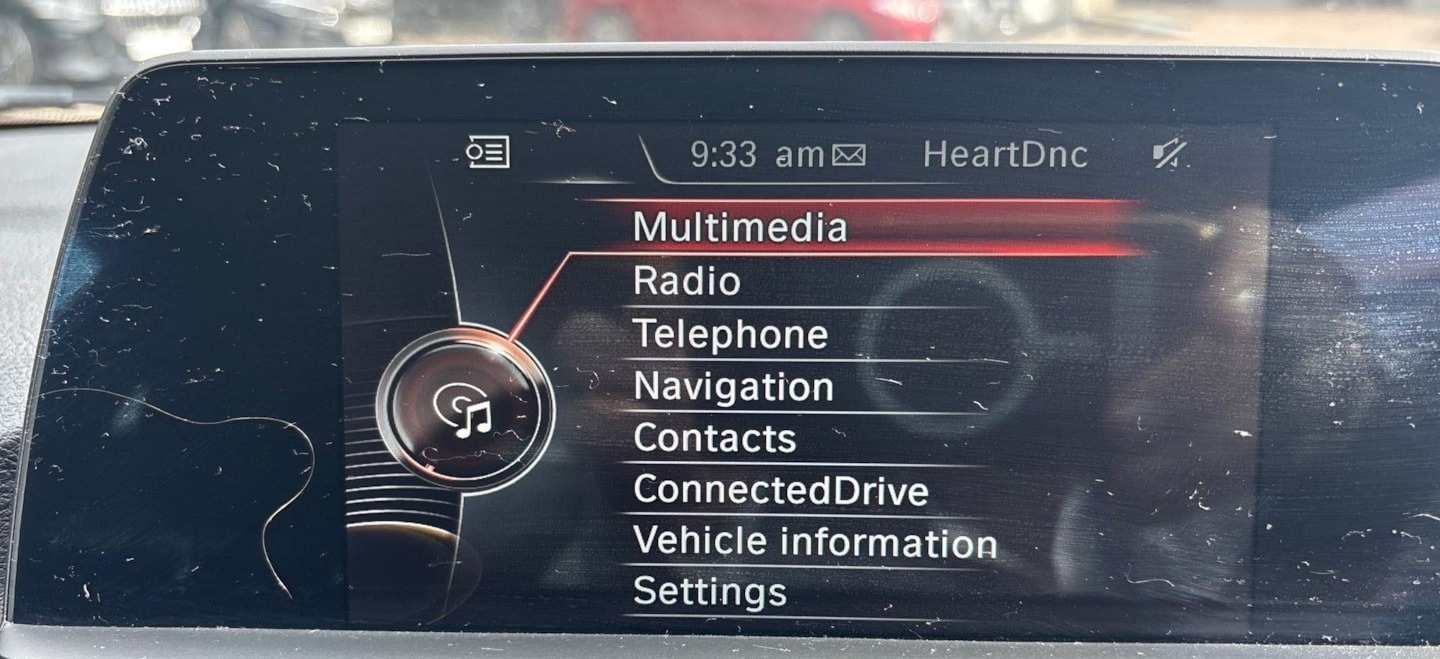 9:33 am HeartDnc
Multimedia
Radio
Telephone
Navigation
Contacts
ConnectedDrive
Vehicle information
Settings